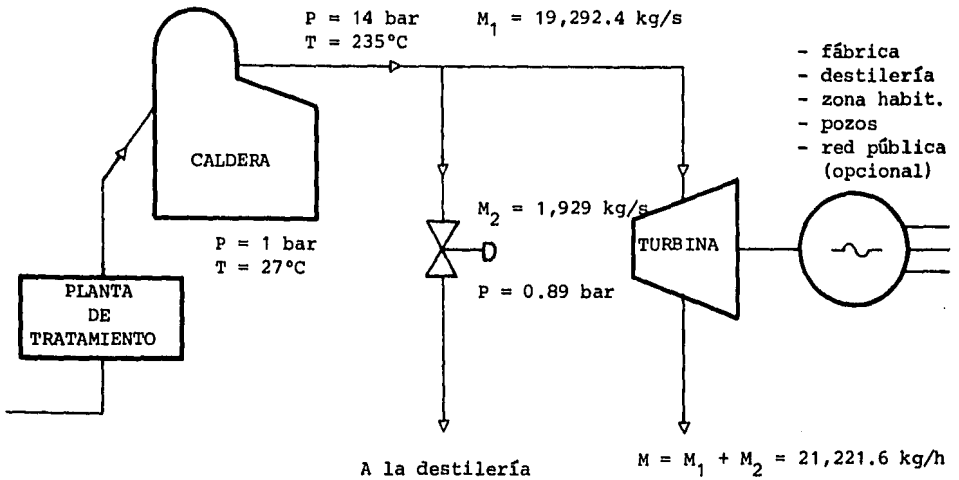 P = 14 bar
T = 235°C
M1 = 19,292.4 kg/s
- fábrica
- destilería
- zona habit.
- pozos
- red pública
(opcional)
CALDERA
M2 = 1,929 kg/s
TURBINA
P = 1 bar
T = 27°C
P = 0.89 bar
PLANTA
DE
TRATAMIENTO
A la destilería
M = M1 + M2 = 21,221.6 kg/h